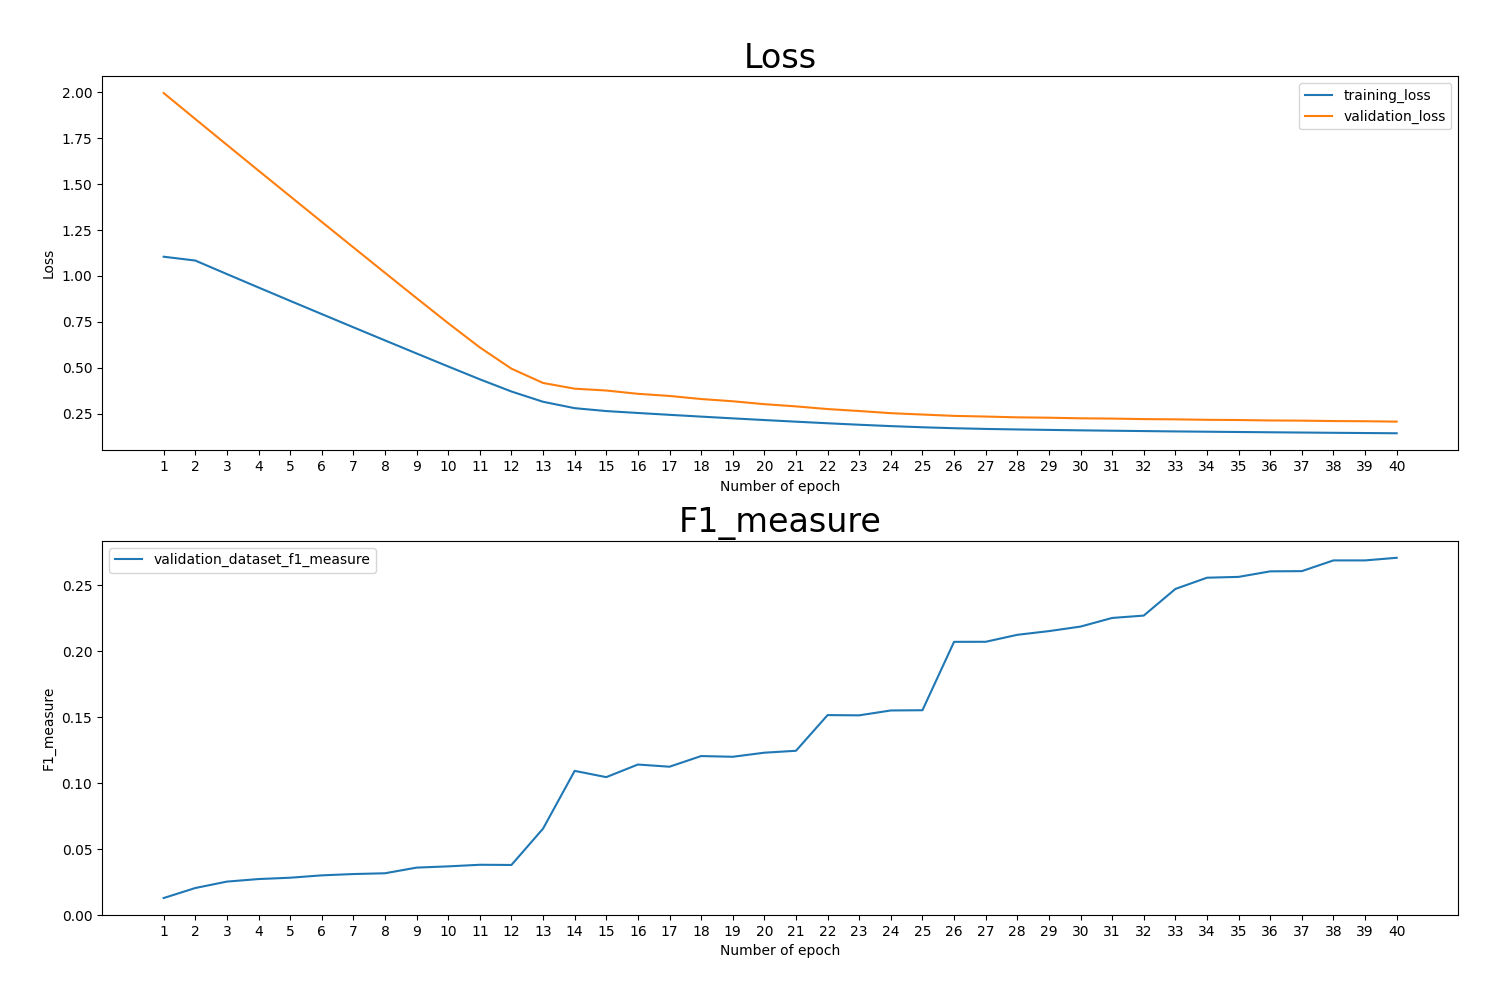 Loss
training_loss
validation_loss
2.00
1.75
1.50
1.25
1.00
0.75
0.50
0.25
Loss
1 2 3 4 5 6 7 8 9 10 11 12 13 14 15 16 17 18 19 20 21 22 23 24 25 26 27 28 29 30 31 32 33 34 35 36 37 38 39 40
Number of epoch
F1_measure
validation_dataset_f1_measure
0.25
0.20
0.15
0.10
0.05
0.00
F1_measure
1 2 3 4 5 6 7 8 9 10 11 12 13 14 15 16 17 18 19 20 21 22 23 24 25 26 27 28 29 30 31 32 33 34 35 36 37 38 39 40
Number of epoch